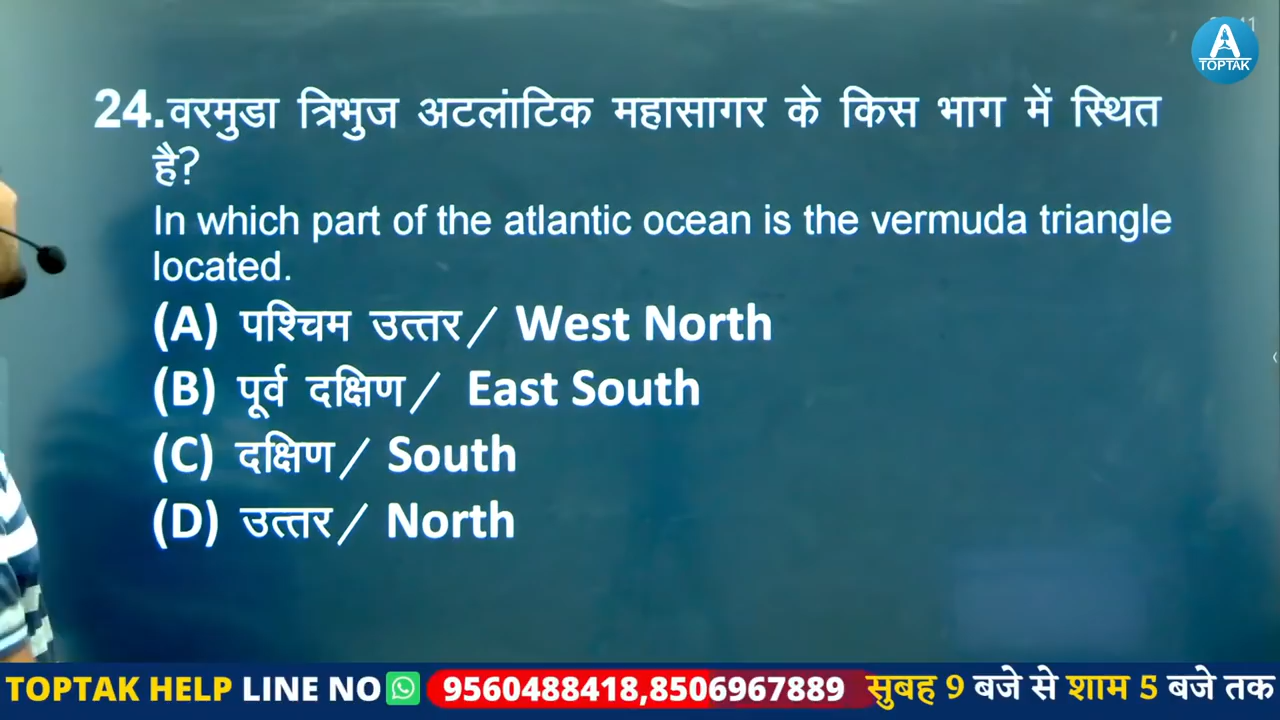 TOPTAK
24.वरमुडा त्रिभुज अटलांटिक महासागर के किस भाग में स्थित
है?
In which part of the atlantic ocean is the vermuda triangle
located.
(A) पश्चिम उत्तर/ West North
(B) पूर्व दक्षिण/ East South
(C) दक्षिण/ South
(D) उत्तर/ North
TOPTAK HELP LINE NO 9560488418,8506967889 सुबह 9 बजे से शाम 5 बजे तक